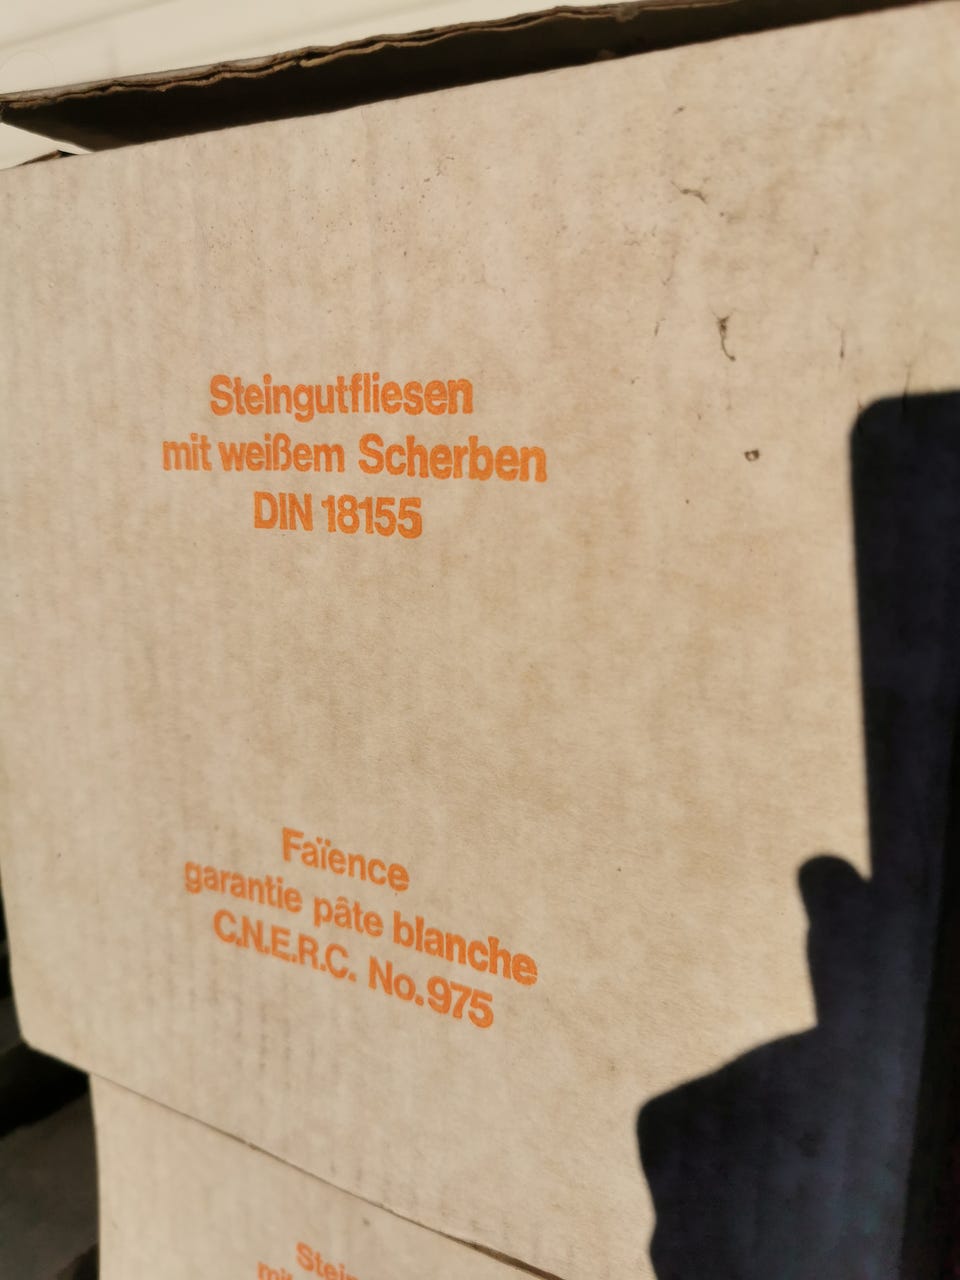 Steingutfliesen
mit weißem Scherben
DIN 18155
Faïence
garantie pâte blanche
C.N.E.R.C. No. 975